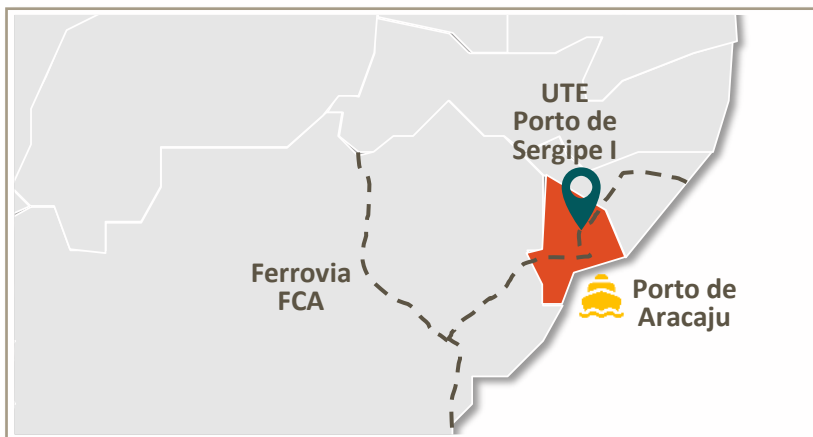 UTE
Porto de
Sergipe I
Ferrovia
FCA
Porto de
Aracaju